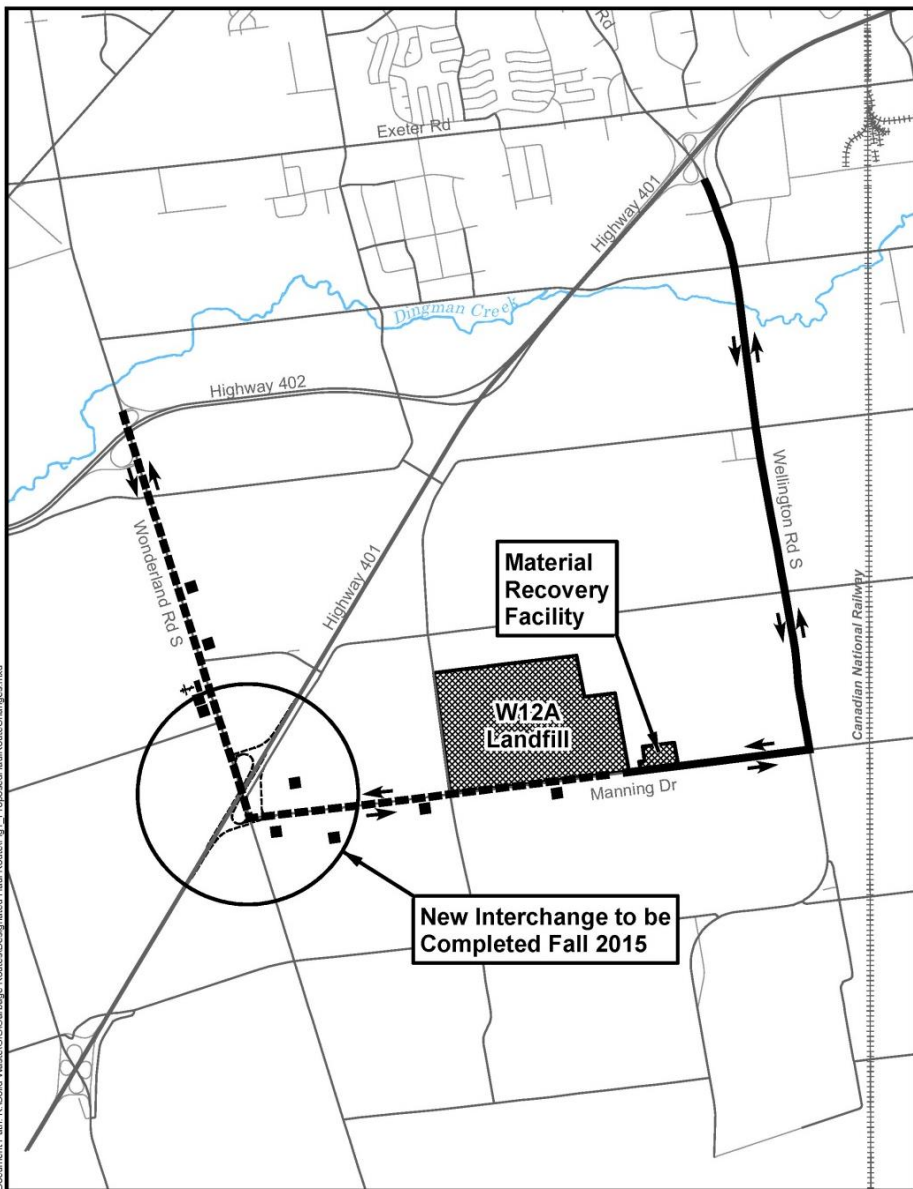 Rd
Exeter Rd
Highway 401
Dingman Creek
Highway 402
Wellington Rd S
Wonderland Rd S
Highway 401
Material
Recovery
Facility
Canadian National Railway
W12A
Landfill
Manning Dr
New Interchange to be
Completed Fall 2015